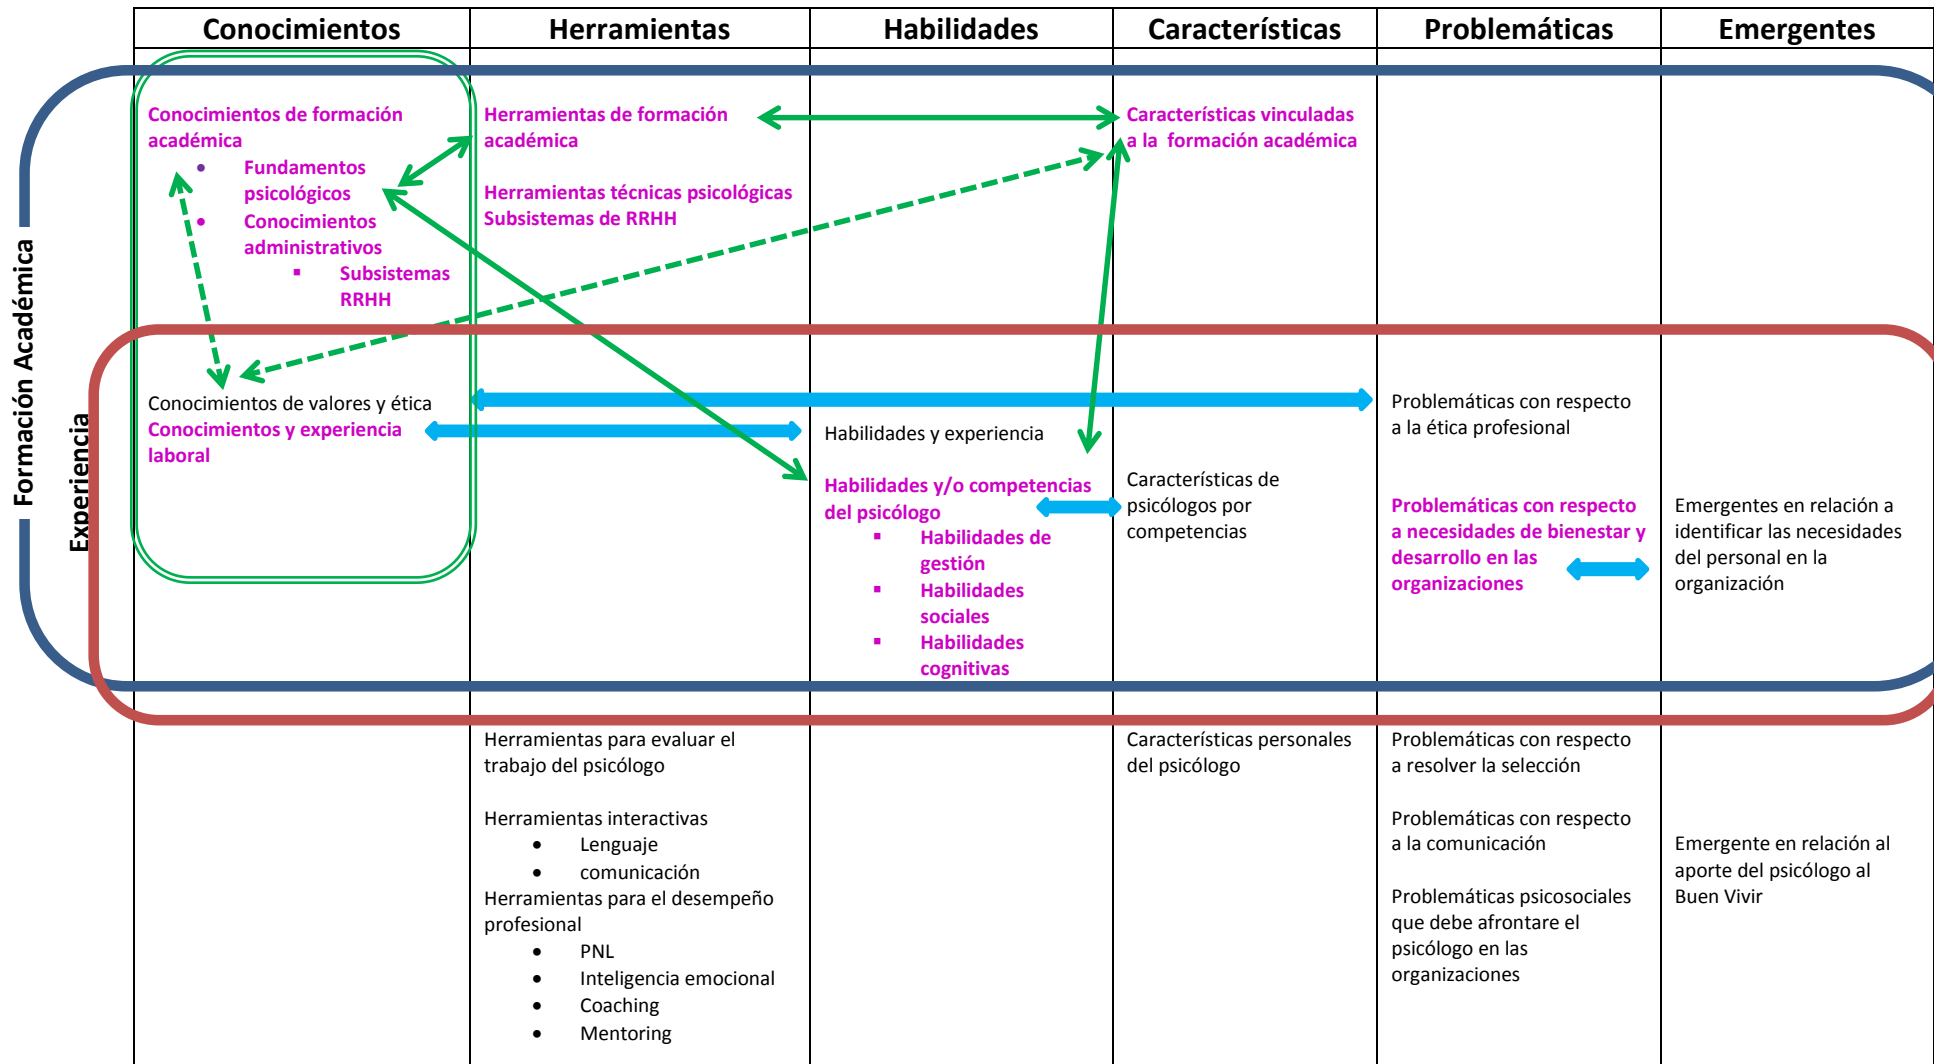 Conocimientos
Herramientas
Habilidades
Características
Problemáticas
Emergentes
Formación Académica
Experiencia
Conocimientos de formación
académica
• Fundamentos
psicológicos
• Conocimientos
administrativos
▪ Subsistemas
RRHH
Herramientas de formación
académica
Herramientas técnicas psicológicas
Subsistemas de RRHH
Características vinculadas
a la formación académica
Conocimientos de valores y ética
Conocimientos y experiencia
laboral
Habilidades y experiencia
Habilidades y/o competencias
del psicólogo
▪ Habilidades de
gestión
▪ Habilidades
sociales
▪ Habilidades
cognitivas
Características de
psicólogos por
competencias
Problemáticas con respecto
a la ética profesional
Problemáticas con respecto
a necesidades de bienestar y
desarrollo en las
organizaciones
Emergentes en relación a
identificar las necesidades
del personal en la
organización
Herramientas para evaluar el
trabajo del psicólogo
Herramientas interactivas
• Lenguaje
• comunicación
Herramientas para el desempeño
profesional
• PNL
• Inteligencia emocional
• Coaching
• Mentoring
Características personales
del psicólogo
Problemáticas con respecto
a resolver la selección
Problemáticas con respecto
a la comunicación
Problemáticas psicosociales
que debe afrontare el
psicólogo en las
organizaciones
Emergente en relación al
aporte del psicólogo al
Buen Vivir